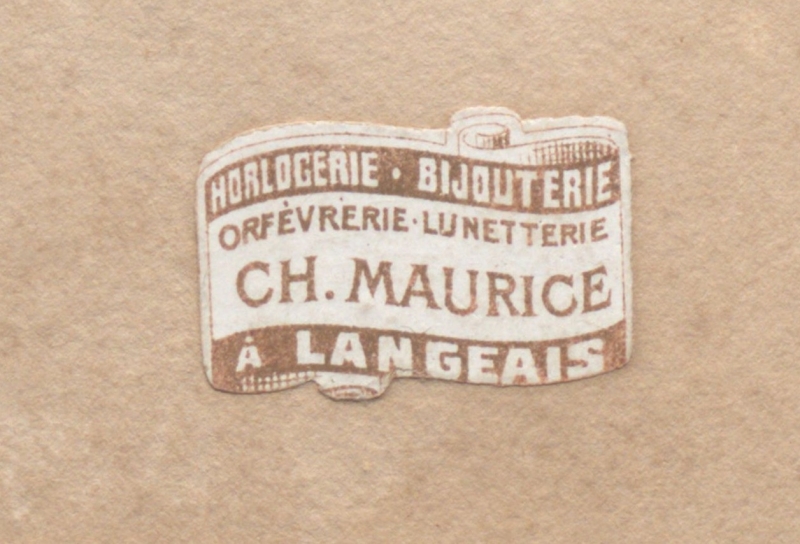 HORLOGERIE · BIJOUTERIE
ORFÈVRERIE · LUNETTERIE
CH. MAURICE
À LANGEAIS